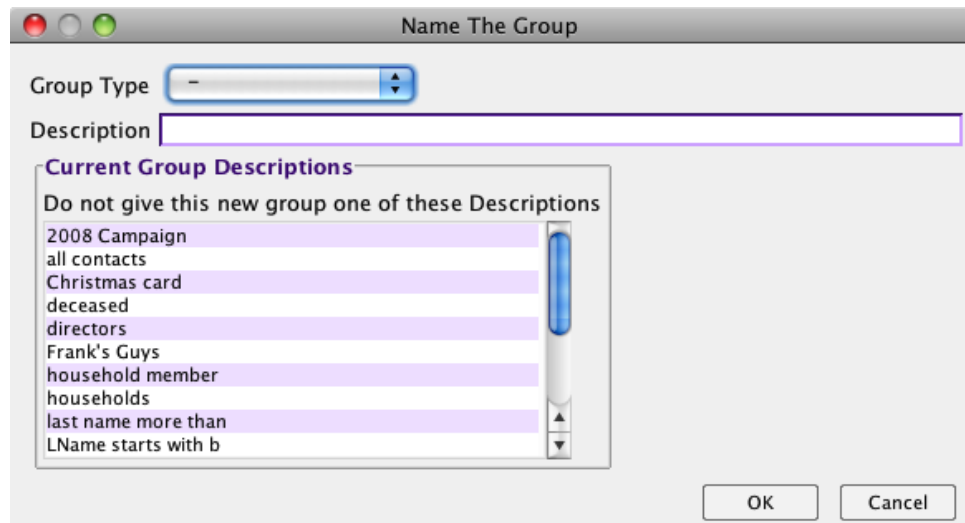 Name The Group
Group Type -
Description
Current Group Descriptions
Do not give this new group one of these Descriptions
2008 Campaign
all contacts
Christmas card
deceased
directors
Frank's Guys
household member
households
last name more than
LName starts with b
OK Cancel